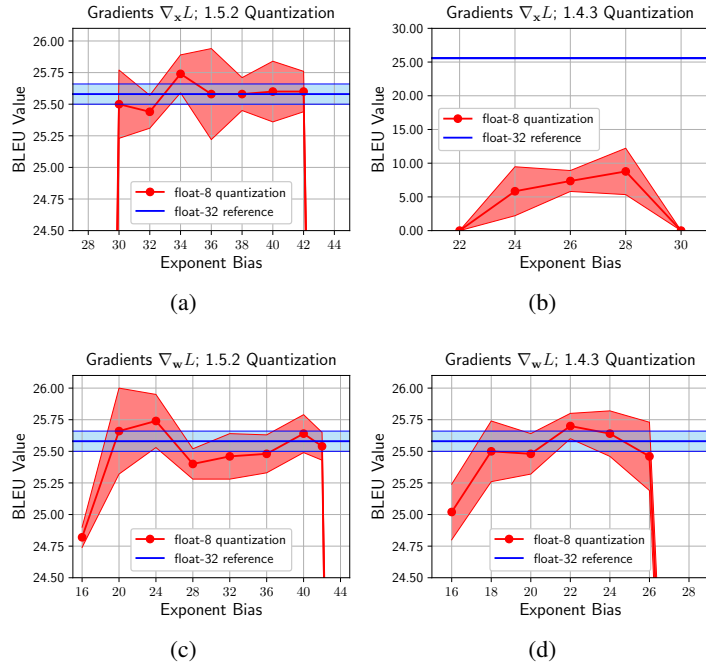 Gradients ∇ₓL; 1.5.2 Quantization
BLEU Value
26.00
25.75
25.50
25.25
25.00
24.75
24.50
float-8 quantization
float-32 reference
28 30 32 34 36 38 40 42 44
Exponent Bias
(a)
Gradients ∇ₓL; 1.4.3 Quantization
BLEU Value
30.00
25.00
20.00
15.00
10.00
5.00
0.00
float-8 quantization
float-32 reference
22 24 26 28 30
Exponent Bias
(b)
Gradients ∇𝐰L; 1.5.2 Quantization
BLEU Value
26.00
25.75
25.50
25.25
25.00
24.75
24.50
float-8 quantization
float-32 reference
16 20 24 28 32 36 40 44
Exponent Bias
(c)
Gradients ∇𝐰L; 1.4.3 Quantization
BLEU Value
26.00
25.75
25.50
25.25
25.00
24.75
24.50
float-8 quantization
float-32 reference
16 18 20 22 24 26 28
Exponent Bias
(d)